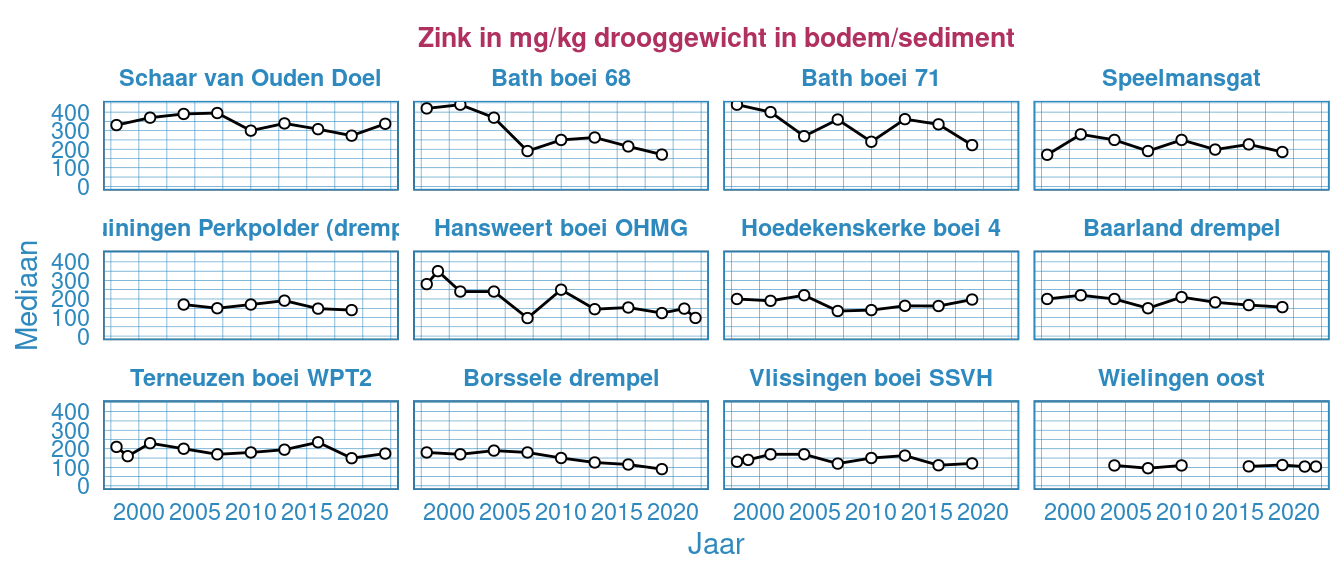 Zink in mg/kg drooggewicht in bodem/sediment
Schaar van Ouden Doel
Bath boei 68
Bath boei 71
Speelmansgat
400
300
200
100
0
uiningen Perkpolder (dremp
Hansweert boei OHMG
Hoedekenskerke boei 4
Baarland drempel
400
300
200
100
0
Mediaan
Terneuzen boei WPT2
Borssele drempel
Vlissingen boei SSVH
Wielingen oost
400
300
200
100
0
2000 2005 2010 2015 2020
2000 2005 2010 2015 2020
2000 2005 2010 2015 2020
2000 2005 2010 2015 2020
Jaar